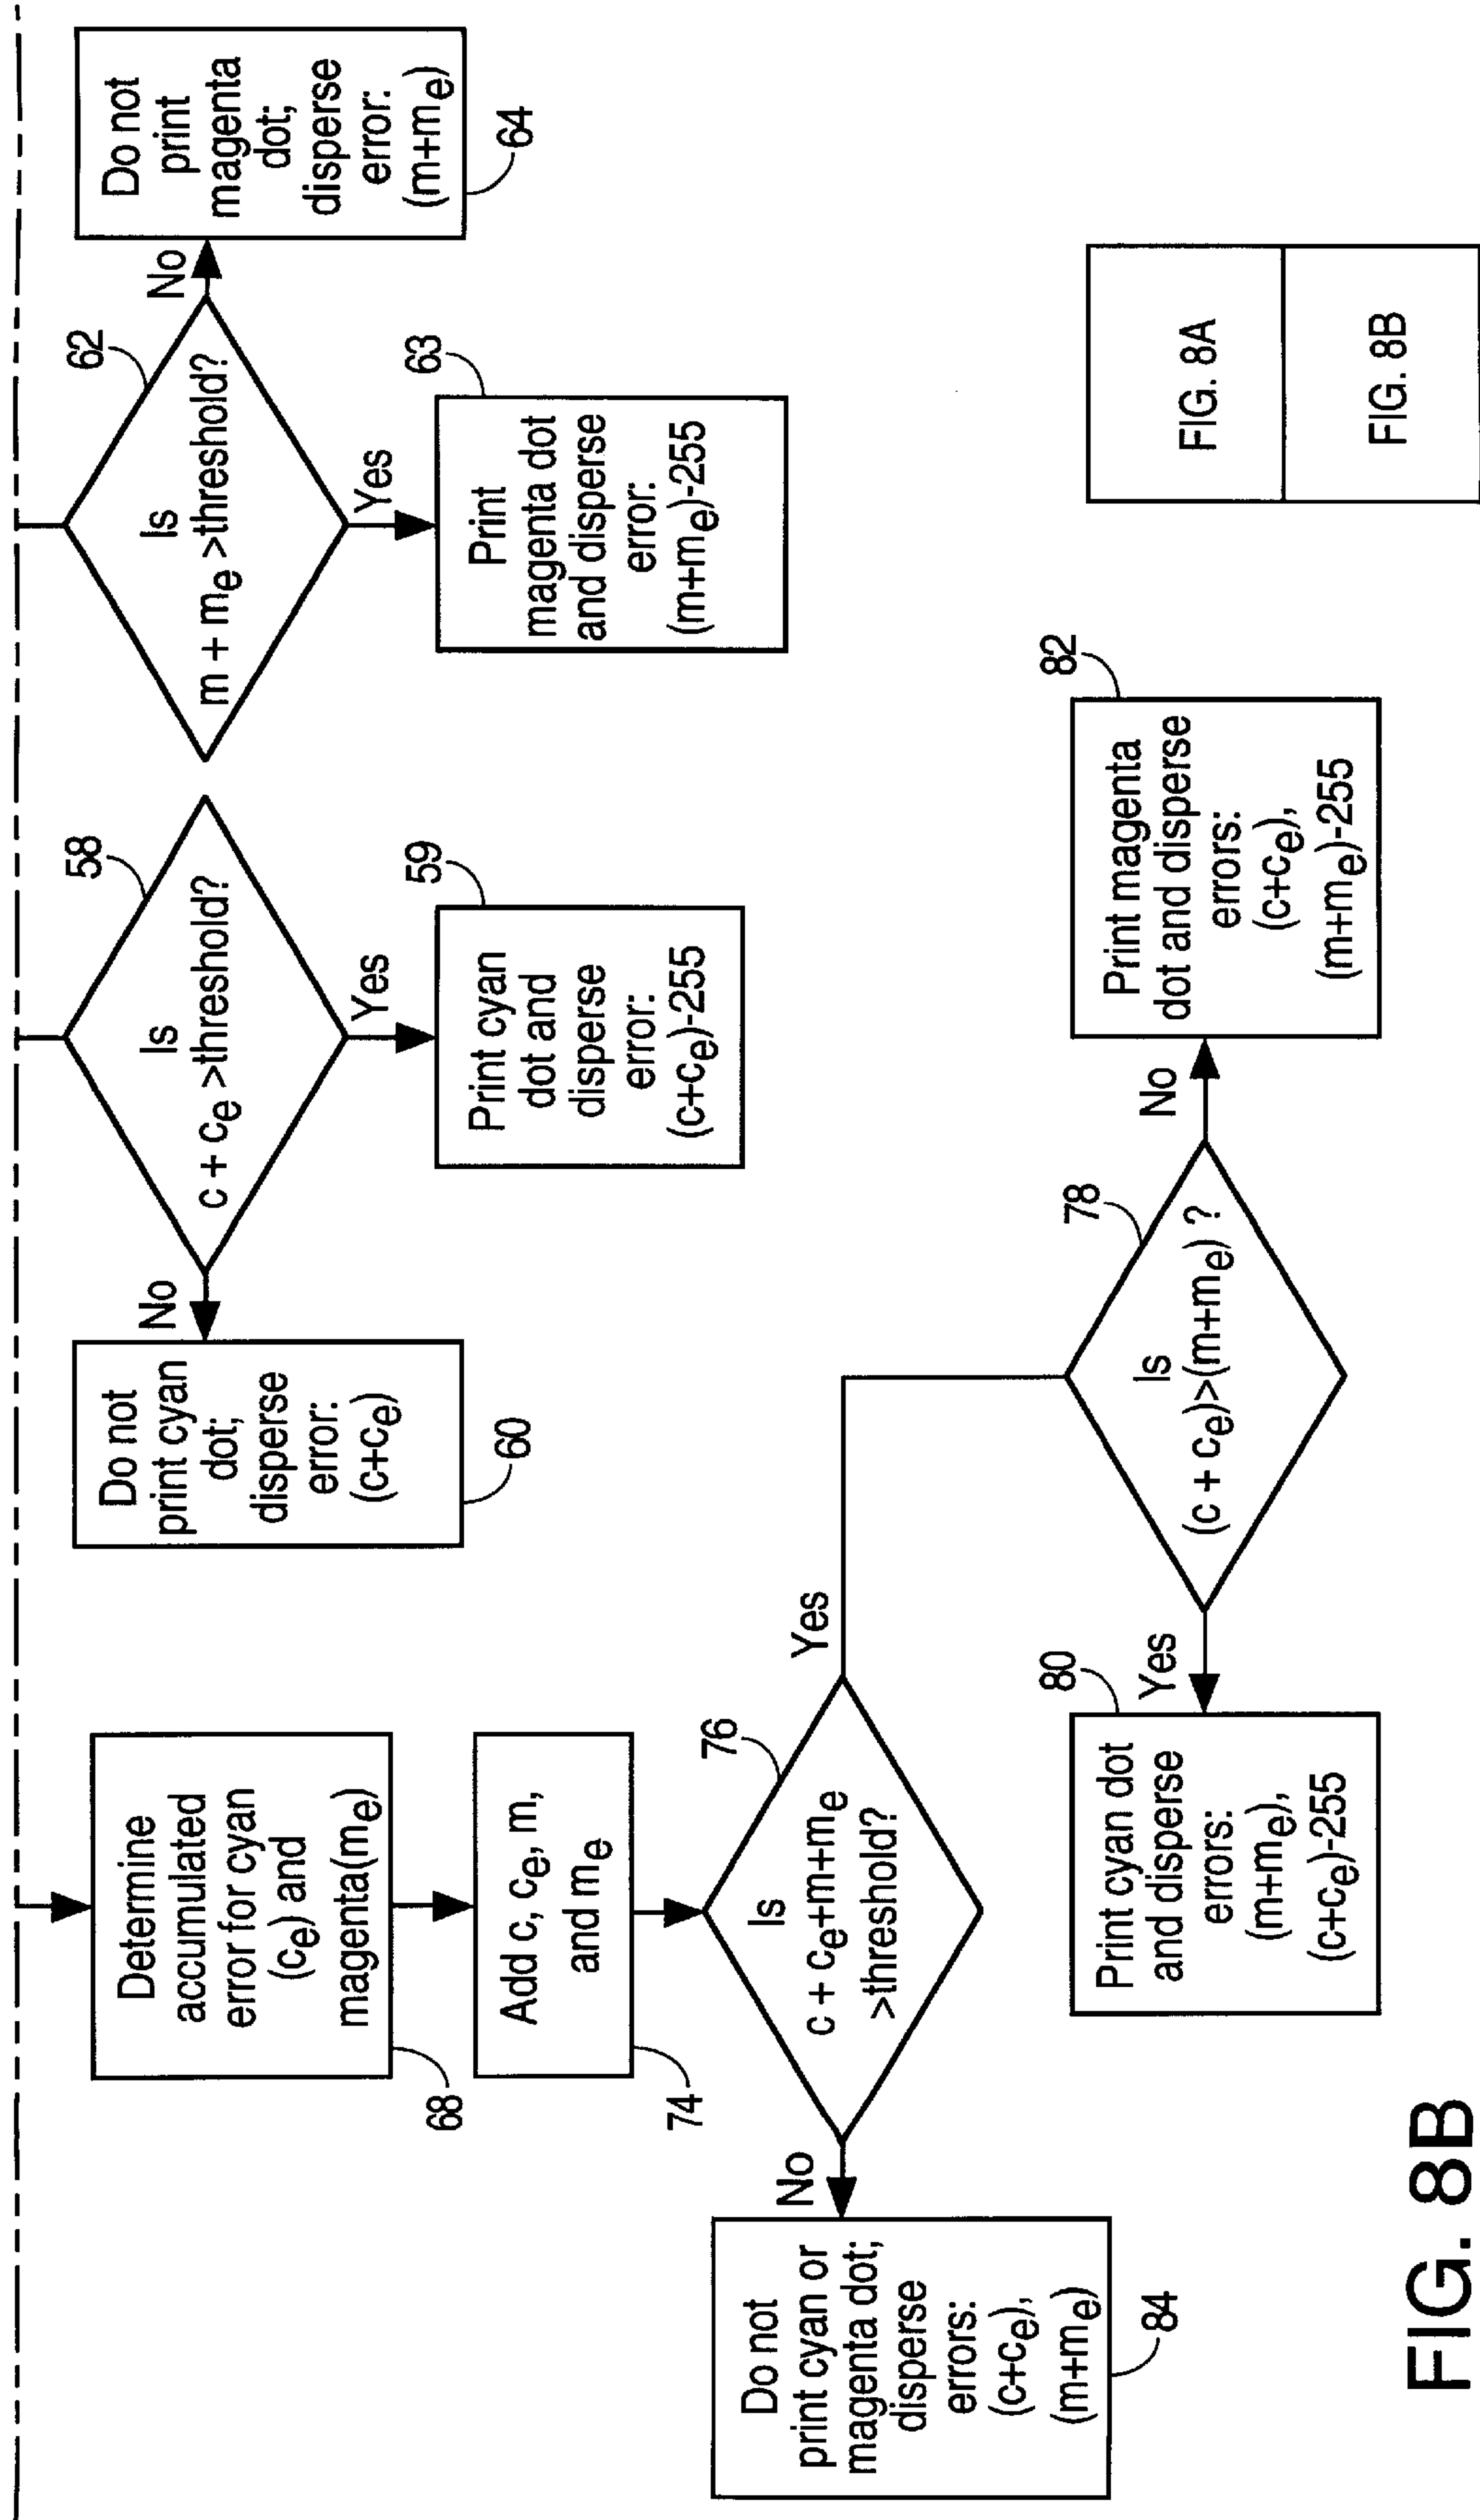 Determine
accumulated
error for cyan
(ce) and
magenta(me)
68
Add c, ce, m,
and me
74
Is
c + ce+m+me
>threshold?
76
No
Yes
Do not
print cyan or
magenta dot;
disperse
errors:
(c+ce),
(m+me)
84
Do not
print cyan
dot;
disperse
error:
(c+ce)
60
No
Is
c + ce >threshold?
58
Yes
Print cyan
dot and
disperse
error:
(c+ce)-255
59
Is
m + me >threshold?
62
No
Yes
Do not
print
magenta
dot;
disperse
error:
(m+me)
64
Print
magenta dot
and disperse
error:
(m+me)-255
63
Is
(c + ce)>(m+me) ?
78
Yes
No
Print cyan dot
and disperse
errors:
(m+me),
(c+ce)-255
80
Print magenta
dot and disperse
errors:
(c+ce),
(m+me)-255
82
FIG. 8A
FIG. 8B
FIG. 8B